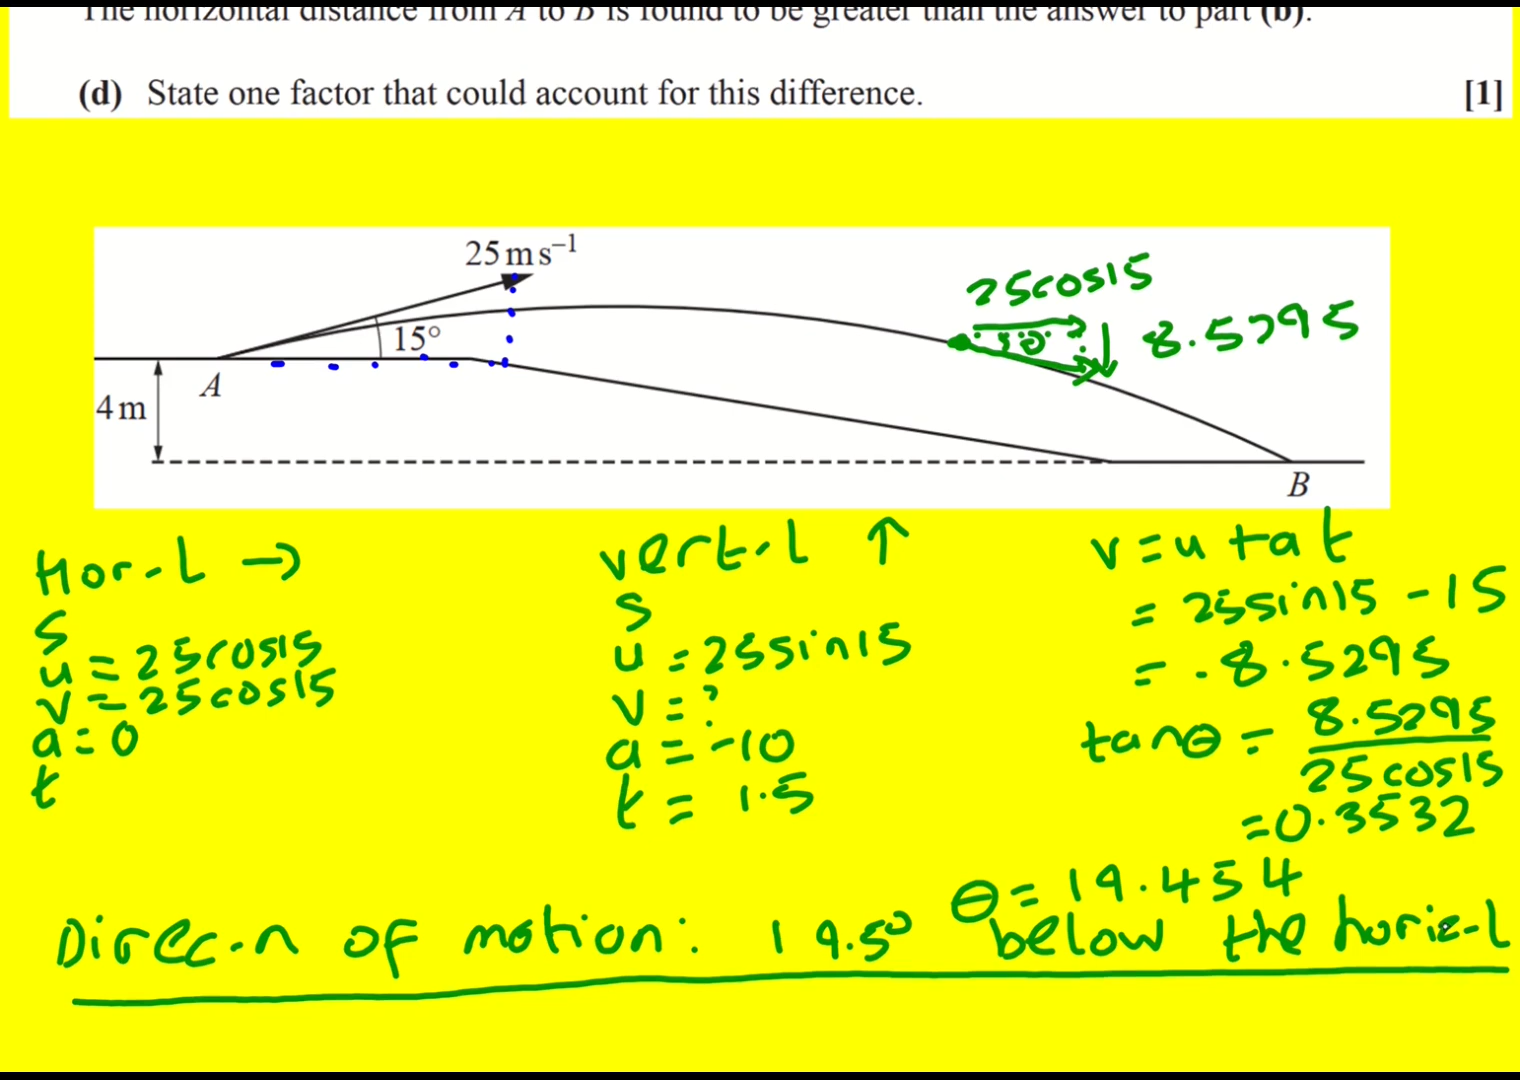 The horizontal distance from A to B is found to be greater than the answer to part (b).
(d) State one factor that could account for this difference. [1]
25 m s⁻¹
25cos15
15°
θ
8.5295
A
4 m
B
Hor-l →
s
u = 25cos15
v = 25cos15
a = 0
t
vert-l ↑
s
u = 25sin15
v = ?
a = -10
t = 1.5
v = u + at
= 25sin15 - 15
= -8.5295
tanθ = 8.5295
25cos15
= 0.3532
θ = 19.454
Direc-n of motion: 19.5° below the horiz-l